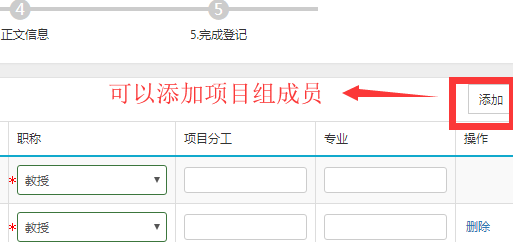 4 5
正文信息 5.完成登记
可以添加项目组成员 添加
职称 项目分工 专业 操作
*教授
*教授 删除